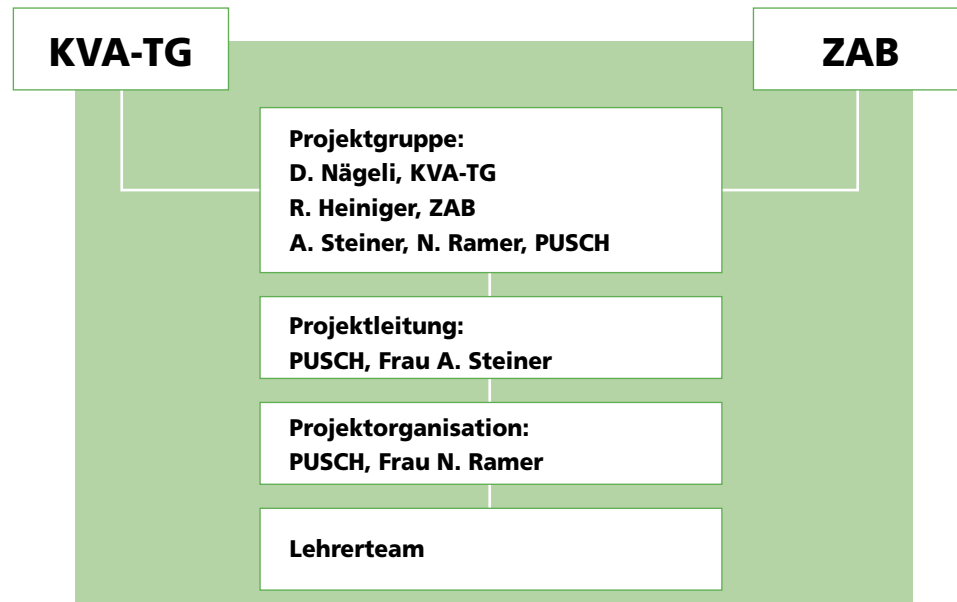 KVA-TG
ZAB
Projektgruppe:
D. Nägeli, KVA-TG
R. Heiniger, ZAB
A. Steiner, N. Ramer, PUSCH
Projektleitung:
PUSCH, Frau A. Steiner
Projektorganisation:
PUSCH, Frau N. Ramer
Lehrerteam